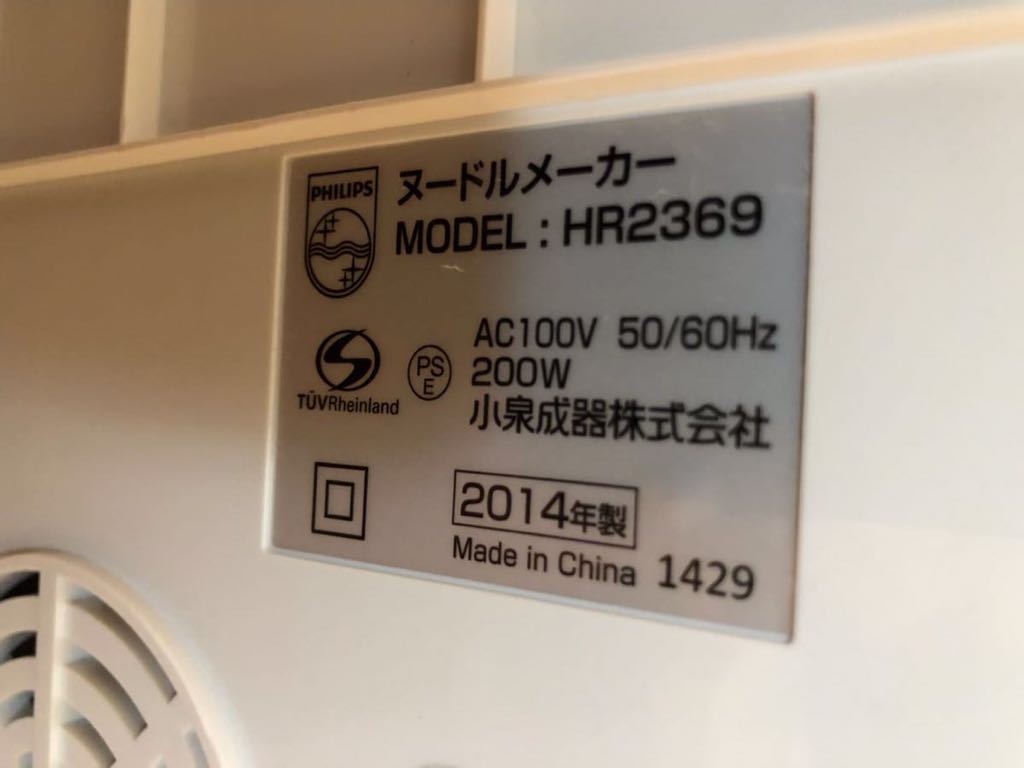 PHILIPS
ヌードルメーカー
MODEL : HR2369
AC100V 50/60Hz
200W
小泉成器株式会社
TÜVRheinland
PS
E
2014年製
Made in China 1429